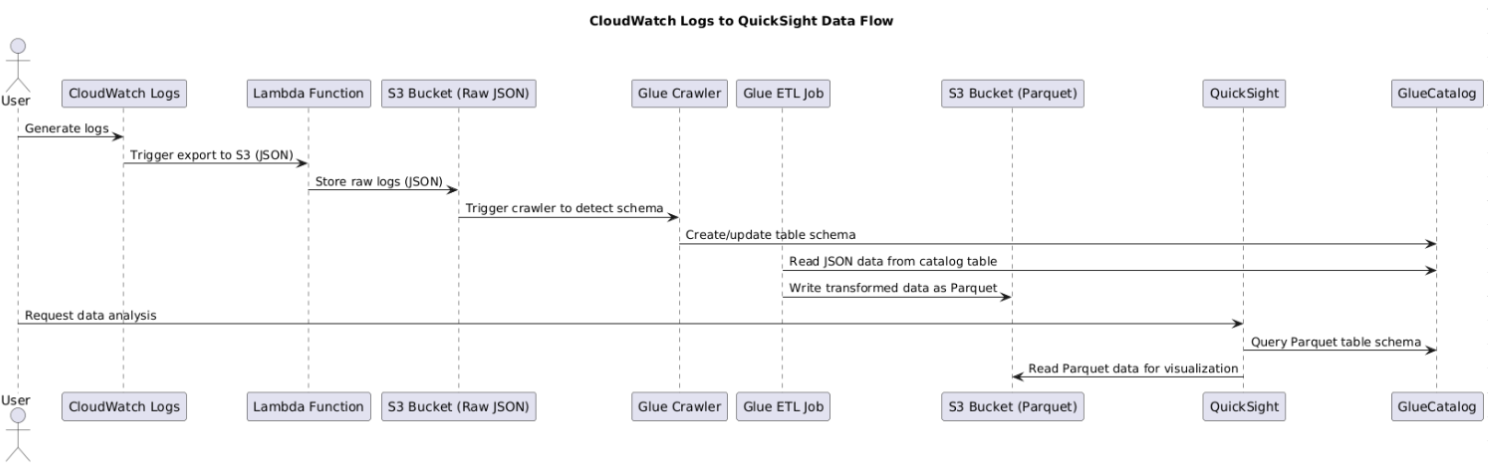 CloudWatch Logs to QuickSight Data Flow
User
CloudWatch Logs
Lambda Function
S3 Bucket (Raw JSON)
Glue Crawler
Glue ETL Job
S3 Bucket (Parquet)
QuickSight
GlueCatalog
Generate logs
Trigger export to S3 (JSON)
Store raw logs (JSON)
Trigger crawler to detect schema
Create/update table schema
Read JSON data from catalog table
Write transformed data as Parquet
Request data analysis
Query Parquet table schema
Read Parquet data for visualization
User
CloudWatch Logs
Lambda Function
S3 Bucket (Raw JSON)
Glue Crawler
Glue ETL Job
S3 Bucket (Parquet)
QuickSight
GlueCatalog